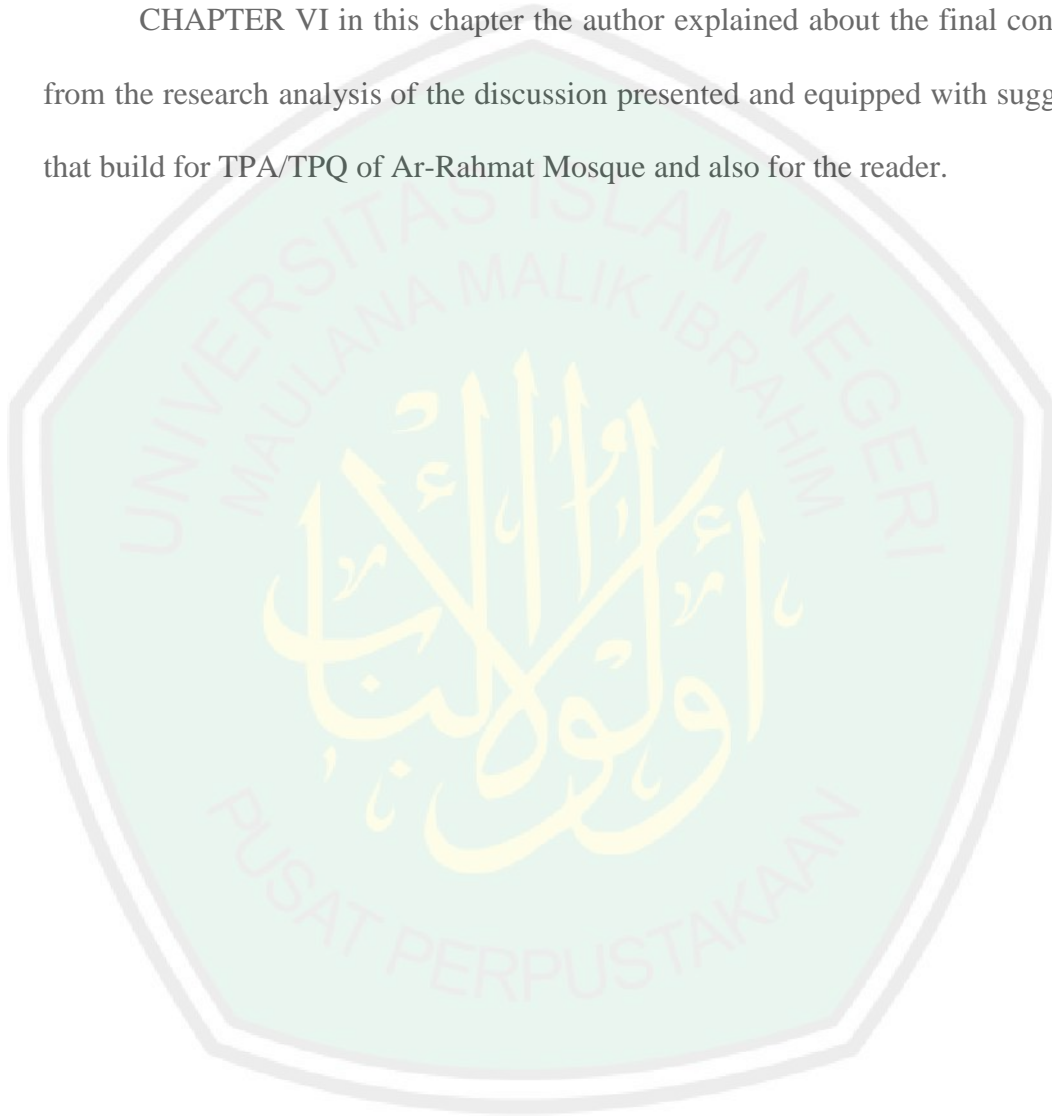 CHAPTER VI in this chapter the author explained about the final con
from the research analysis of the discussion presented and equipped with sugg
that build for TPA/TPQ of Ar-Rahmat Mosque and also for the reader.
UNIVERSITAS ISLAM NEGERI
MAULANA MALIK IBRAHIM
أولوا الألباب
PUSAT PERPUSTAKAAN